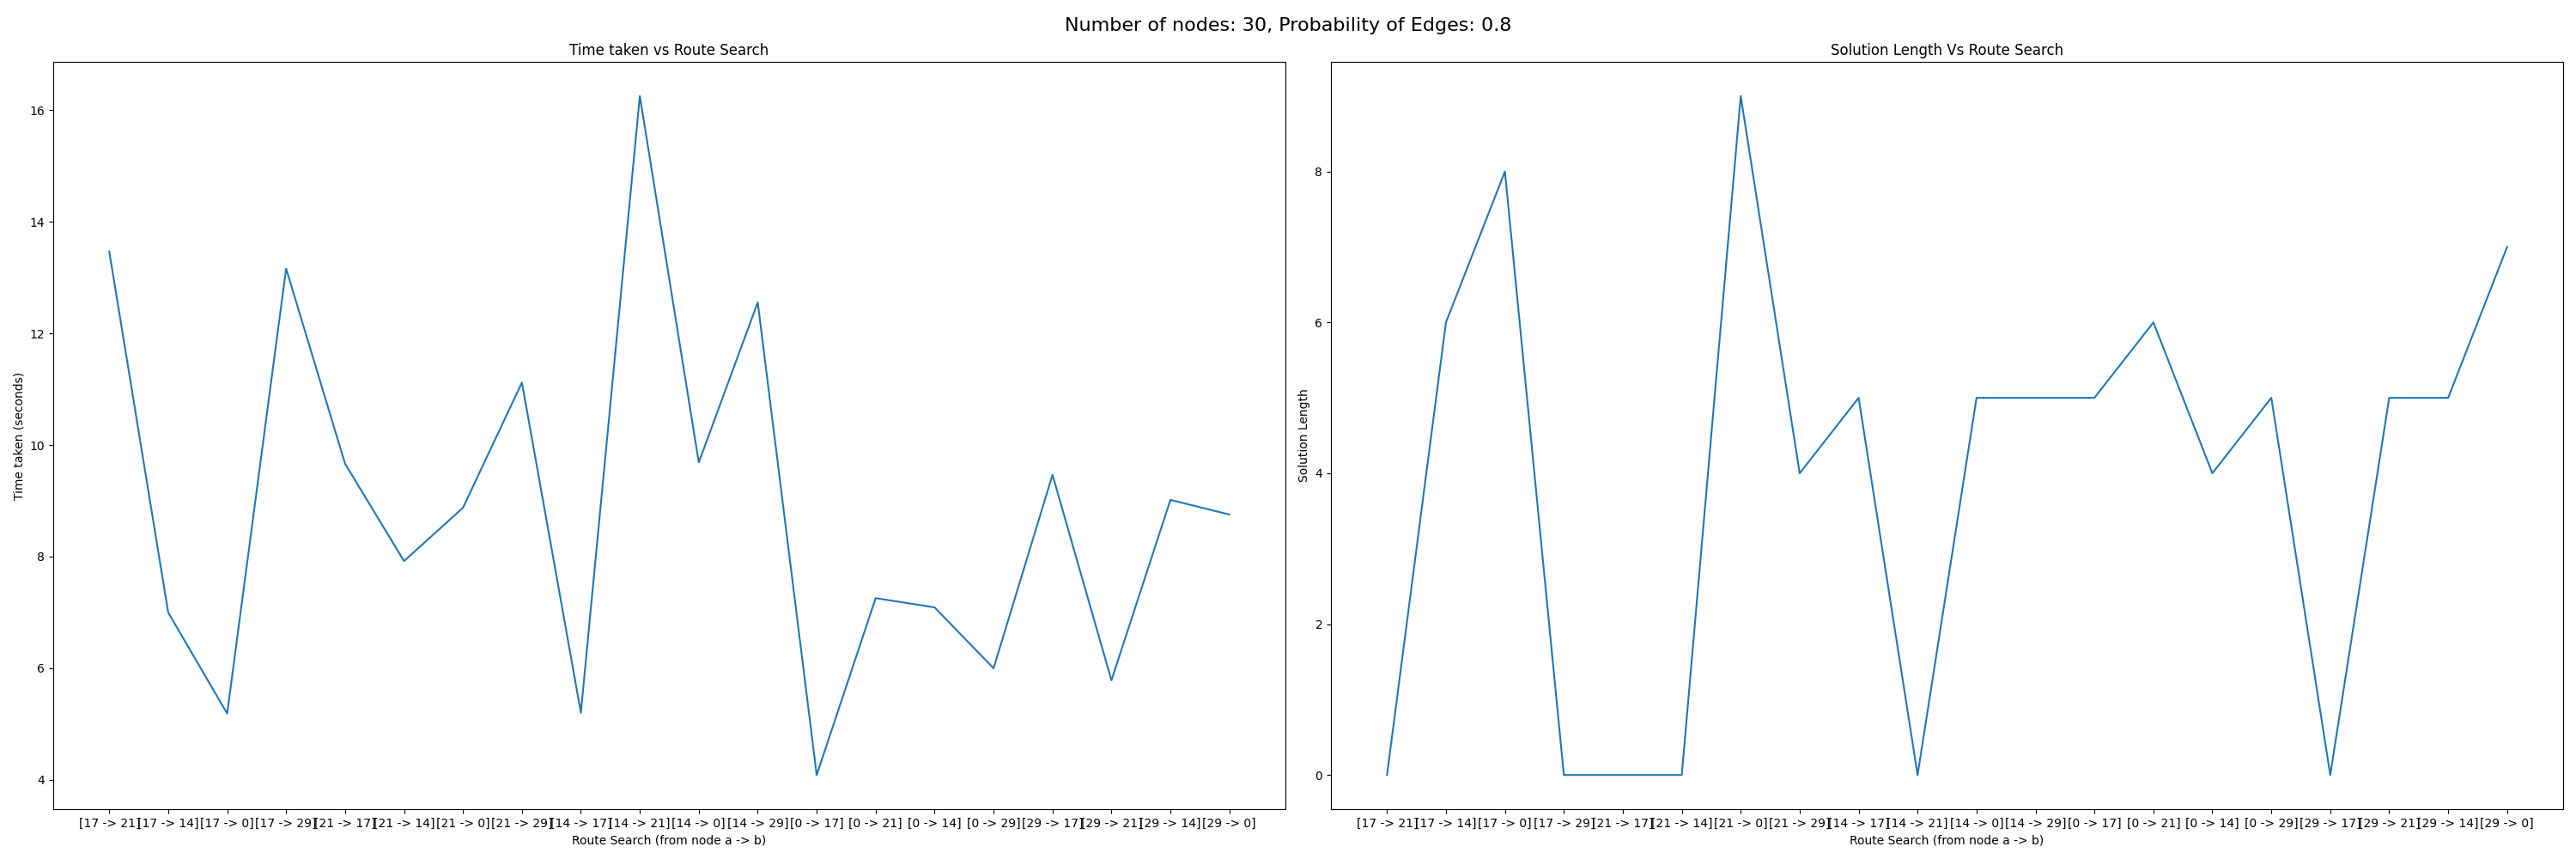 Number of nodes: 30, Probability of Edges: 0.8
Time taken vs Route Search
16
14
12
10
8
6
4
Time taken (seconds)
[17 -> 21] [17 -> 14] [17 -> 0] [17 -> 29] [21 -> 17] [21 -> 14] [21 -> 0] [21 -> 29] [14 -> 17] [14 -> 21] [14 -> 0] [14 -> 29] [0 -> 17] [0 -> 21] [0 -> 14] [0 -> 29] [29 -> 17] [29 -> 21] [29 -> 14] [29 -> 0]
Route Search (from node a -> b)
Solution Length Vs Route Search
8
6
4
2
0
Solution Length
[17 -> 21] [17 -> 14] [17 -> 0] [17 -> 29] [21 -> 17] [21 -> 14] [21 -> 0] [21 -> 29] [14 -> 17] [14 -> 21] [14 -> 0] [14 -> 29] [0 -> 17] [0 -> 21] [0 -> 14] [0 -> 29] [29 -> 17] [29 -> 21] [29 -> 14] [29 -> 0]
Route Search (from node a -> b)